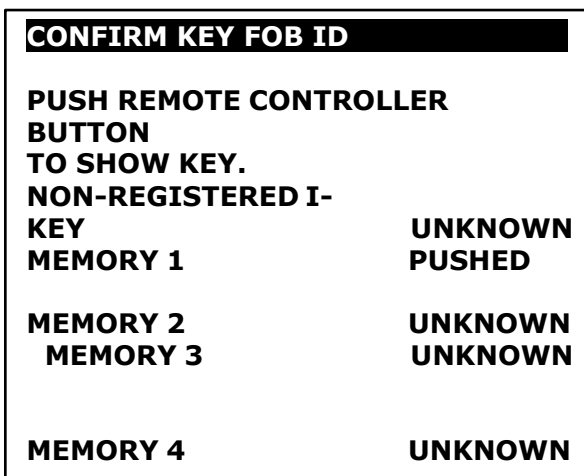 CONFIRM KEY FOB ID
PUSH REMOTE CONTROLLER
BUTTON
TO SHOW KEY.
NON-REGISTERED I-
KEY UNKNOWN
MEMORY 1 PUSHED
MEMORY 2 UNKNOWN
MEMORY 3 UNKNOWN
MEMORY 4 UNKNOWN